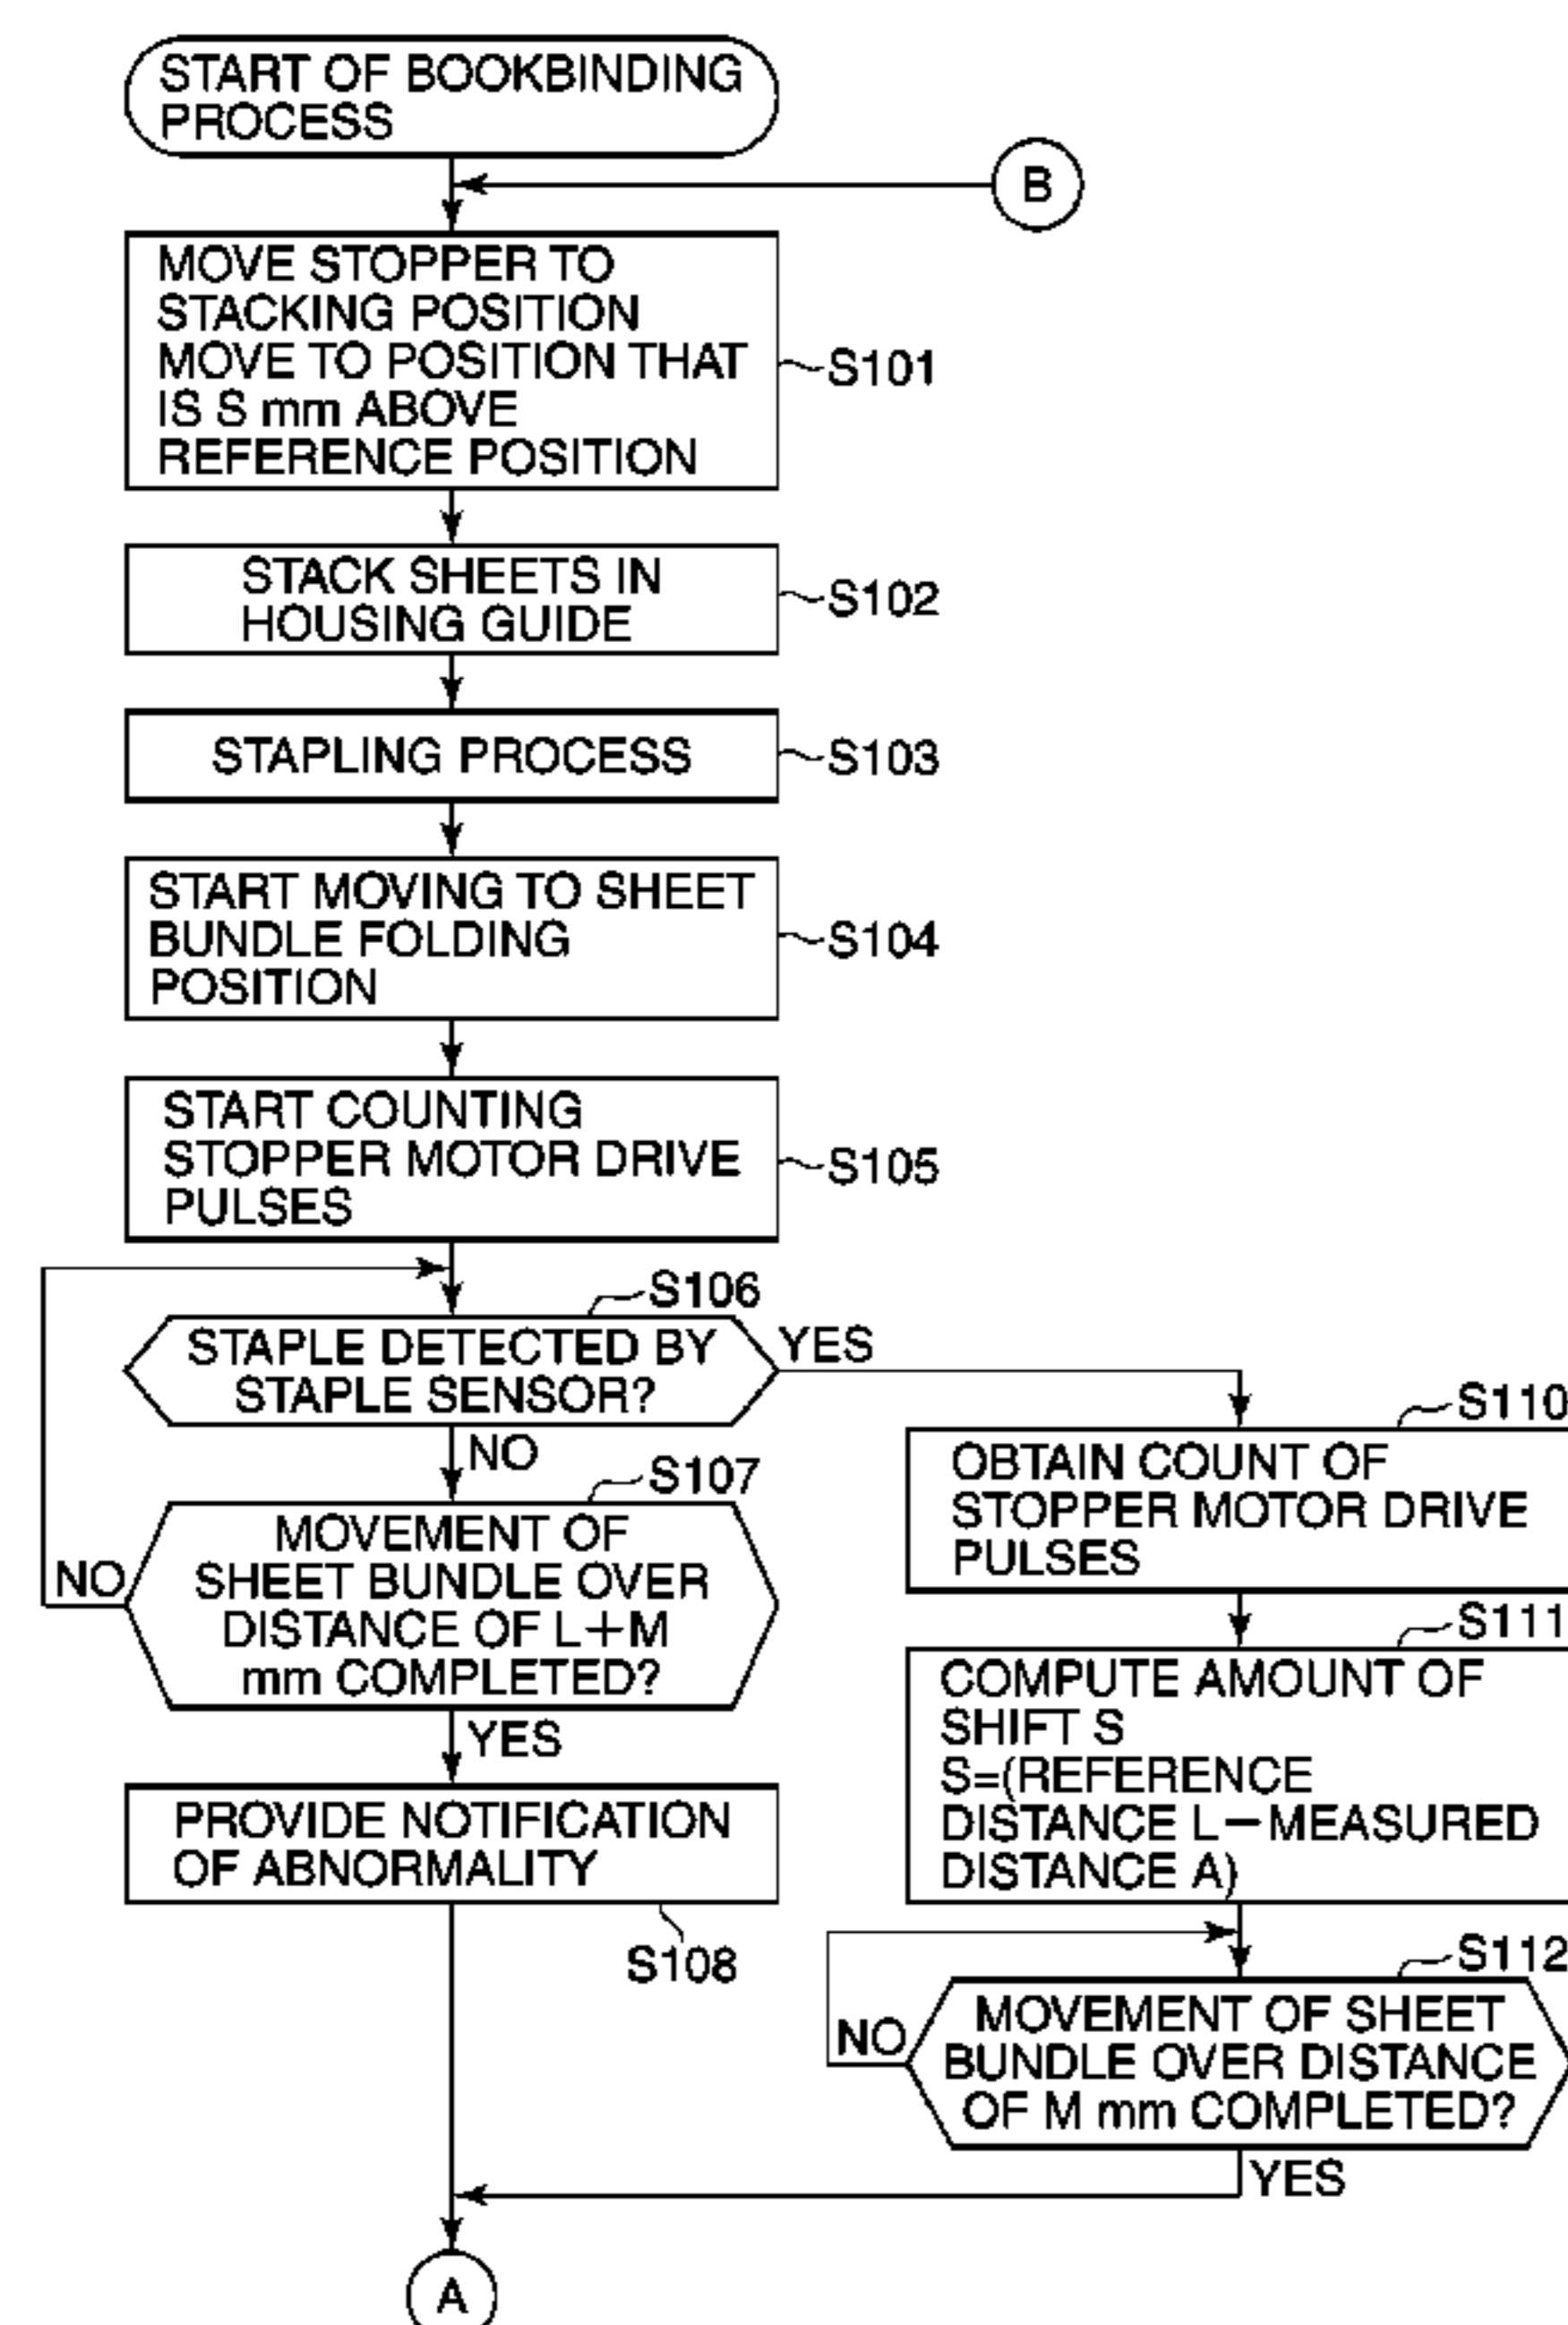 START OF BOOKBINDING
PROCESS
B
MOVE STOPPER TO
STACKING POSITION
MOVE TO POSITION THAT
IS S mm ABOVE
REFERENCE POSITION
S101
STACK SHEETS IN
HOUSING GUIDE
S102
STAPLING PROCESS
S103
START MOVING TO SHEET
BUNDLE FOLDING
POSITION
S104
START COUNTING
STOPPER MOTOR DRIVE
PULSES
S105
S106
STAPLE DETECTED BY
STAPLE SENSOR?
YES
NO
S107
MOVEMENT OF
SHEET BUNDLE OVER
DISTANCE OF L+M
mm COMPLETED?
NO
YES
PROVIDE NOTIFICATION
OF ABNORMALITY
S108
S110
OBTAIN COUNT OF
STOPPER MOTOR DRIVE
PULSES
S111
COMPUTE AMOUNT OF
SHIFT S
S=(REFERENCE
DISTANCE L−MEASURED
DISTANCE A)
S112
MOVEMENT OF SHEET
BUNDLE OVER DISTANCE
OF M mm COMPLETED?
NO
YES
A